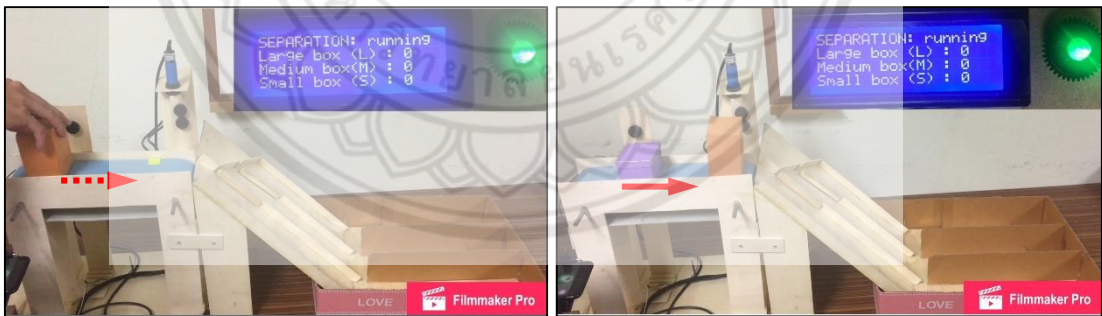 SEPARATION: running
Large box (L) : 0
Medium box(M) : 0
Small box (S) : 0
LOVE
Filmmaker Pro
SEPARATION: running
Large box (L) : 0
Medium box(M) : 0
Small box (S) : 0
LOVE
Filmmaker Pro